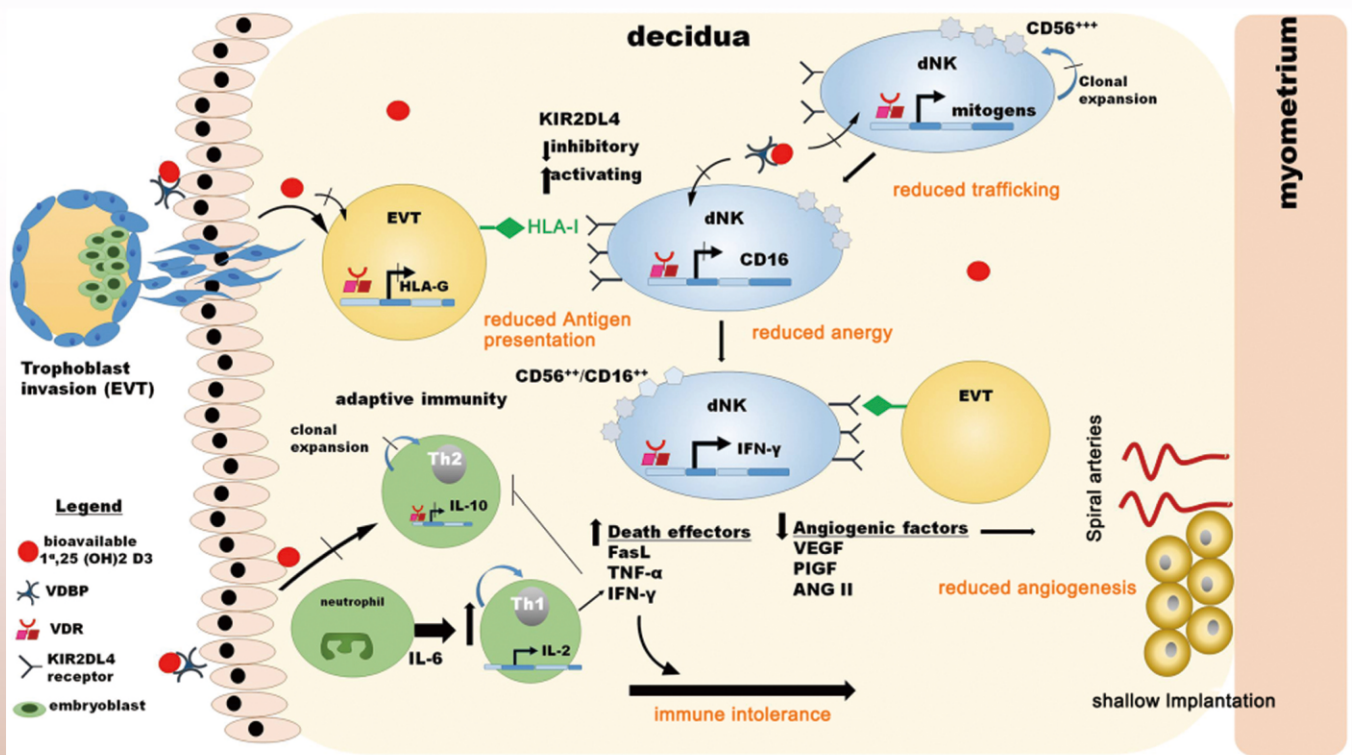 decidua
myometrium
CD56+++
dNK
mitogens
Clonal
expansion
reduced trafficking
KIR2DL4
inhibitory
activating
EVT
HLA-G
HLA-I
dNK
CD16
reduced Antigen
presentation
reduced anergy
Trophoblast
invasion (EVT)
CD56++/CD16++
dNK
IFN-γ
EVT
adaptive immunity
clonal
expansion
Th2
IL-10
neutrophil
IL-6
Th1
IL-2
Death effectors
FasL
TNF-α
IFN-γ
Angiogenic factors
VEGF
PIGF
ANG II
reduced angiogenesis
Spiral arteries
shallow Implantation
immune intolerance
Legend
bioavailable
1α,25 (OH)2 D3
VDBP
VDR
KIR2DL4
receptor
embryoblast